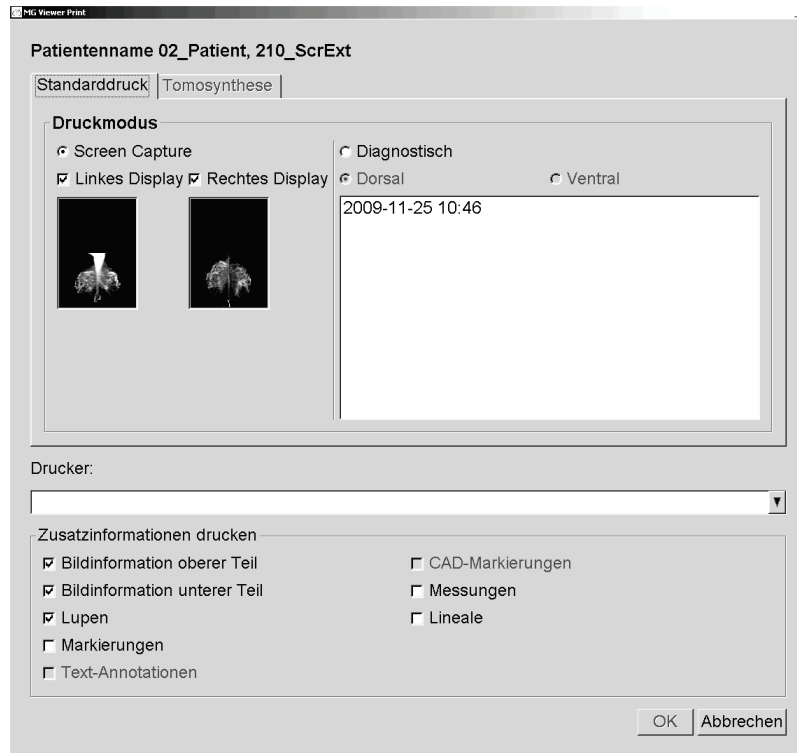 MG Viewer Print
Patientenname 02_Patient, 210_ScrExt
Standarddruck Tomosynthese
Druckmodus
Screen Capture Diagnostisch
Linkes Display Rechtes Display Dorsal Ventral
2009-11-25 10:46
Drucker:
Zusatzinformationen drucken
Bildinformation oberer Teil CAD-Markierungen
Bildinformation unterer Teil Messungen
Lupen Lineale
Markierungen
Text-Annotationen
OK Abbrechen